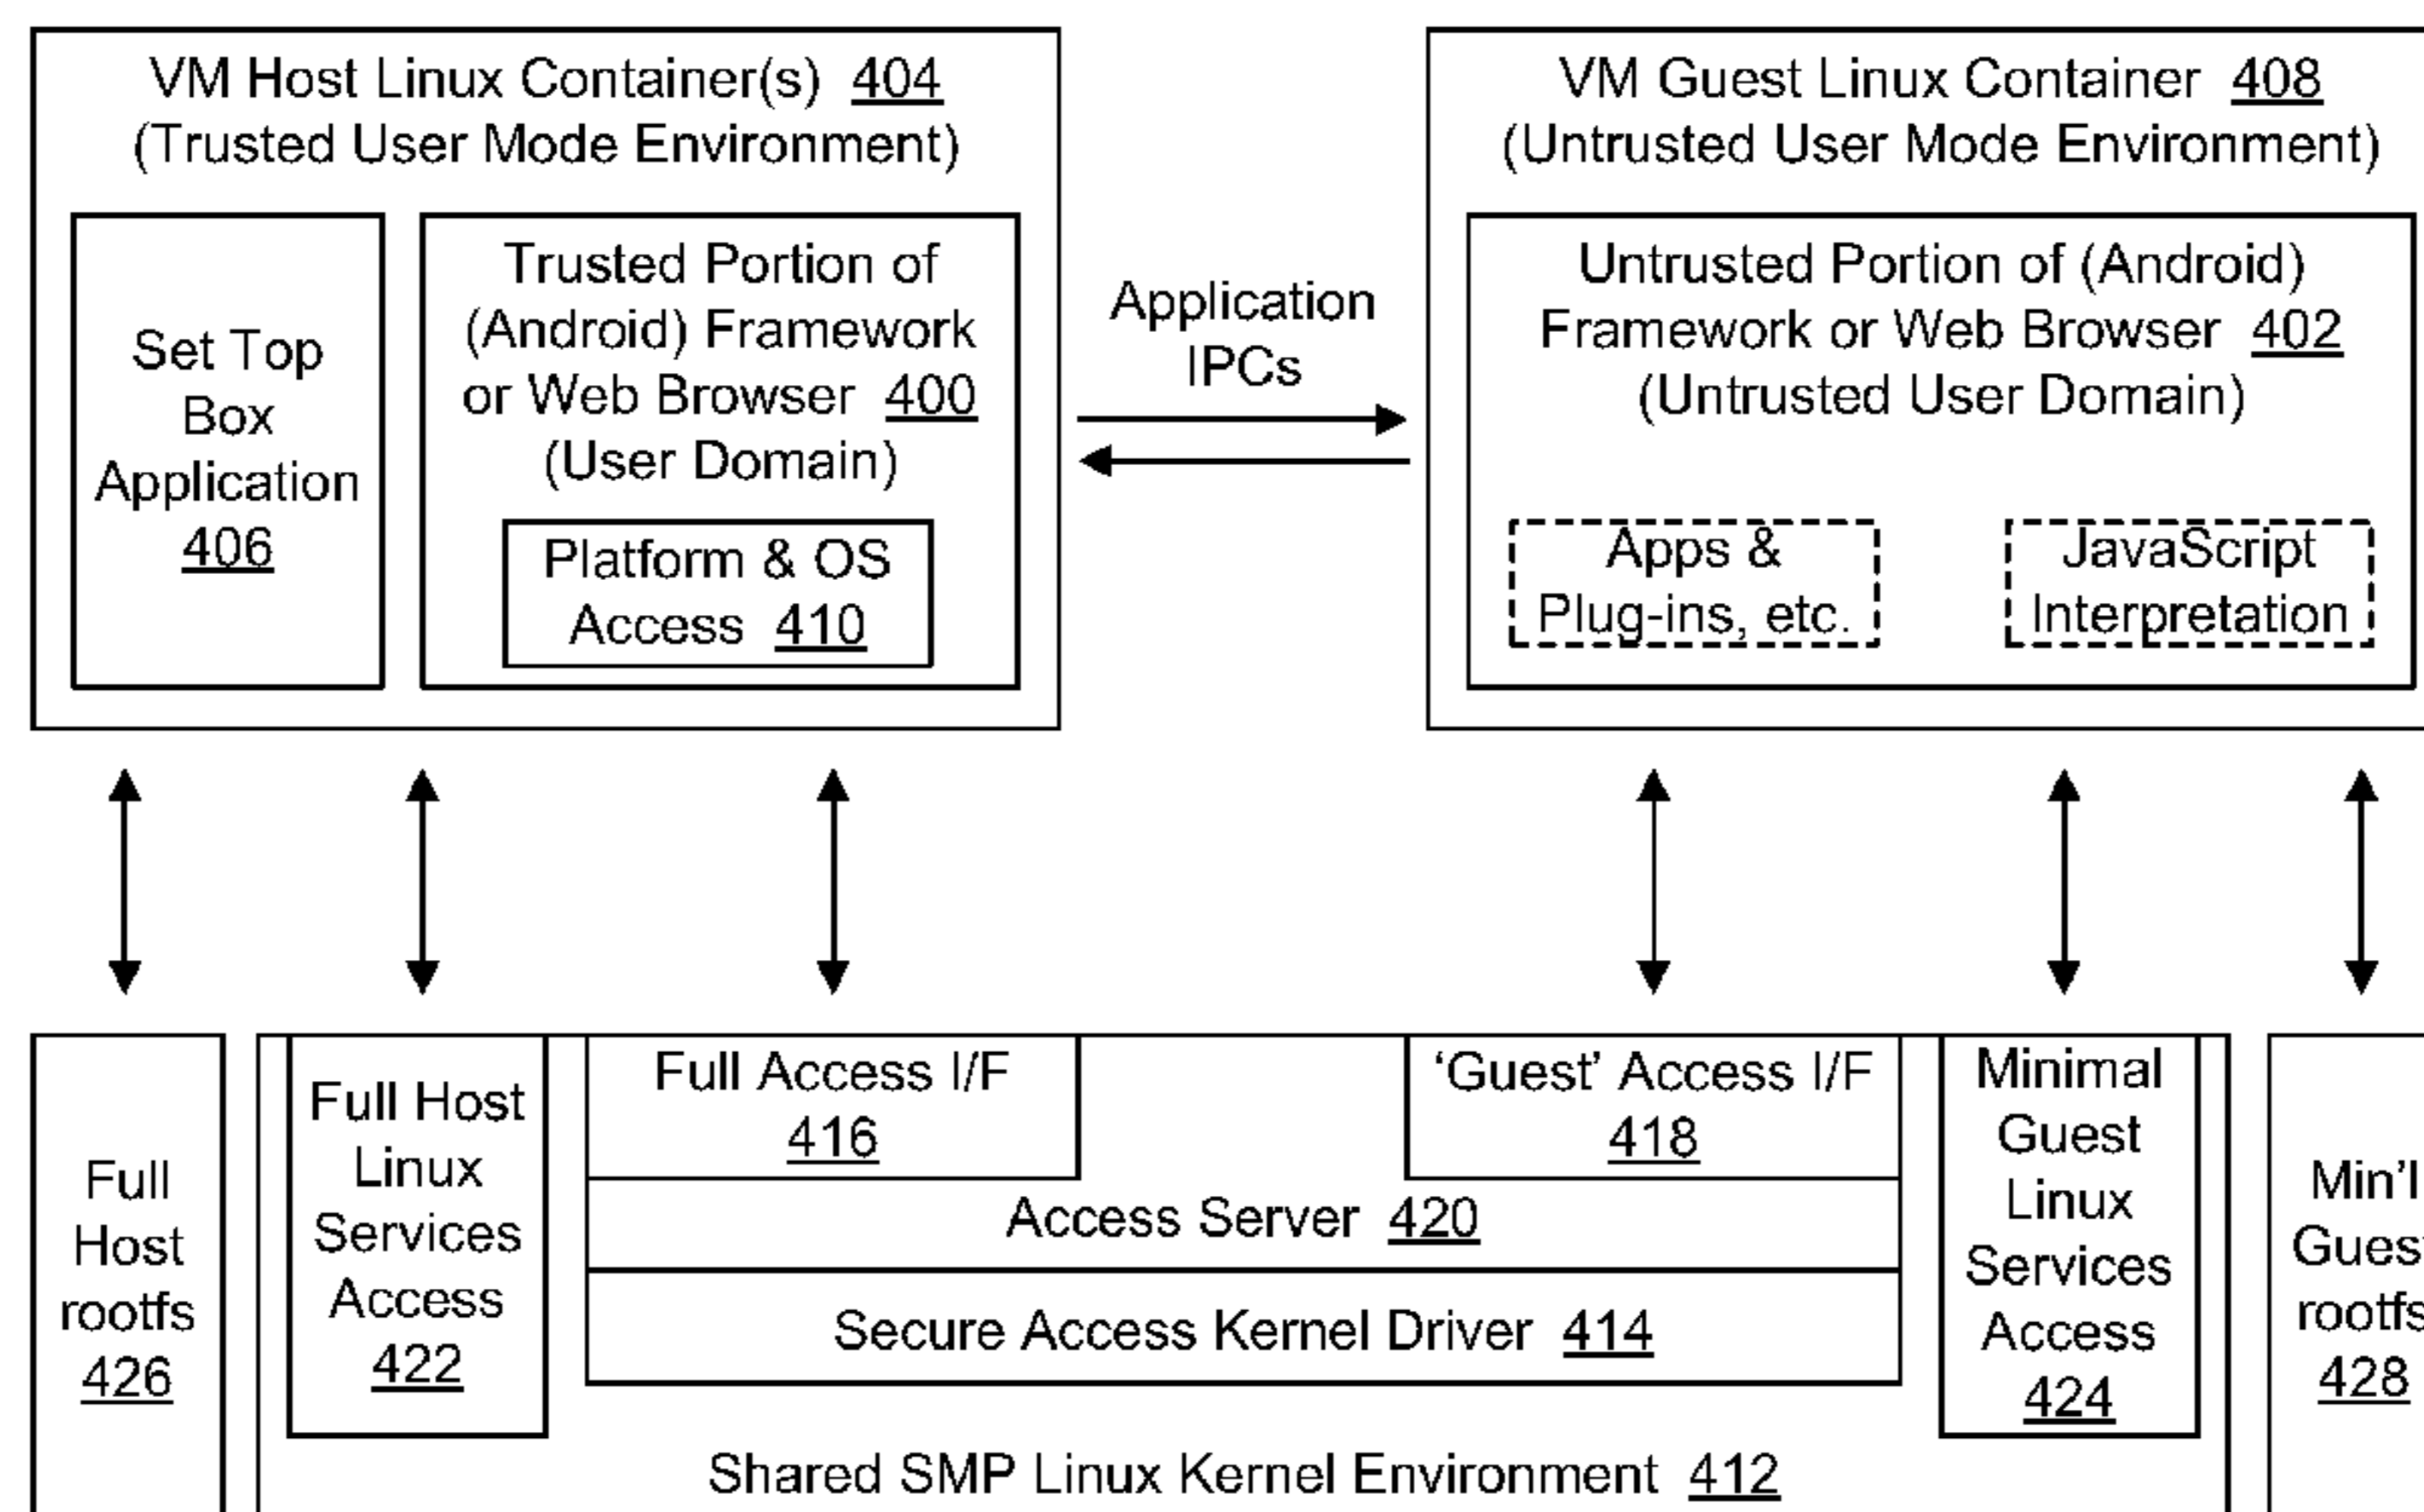 VM Host Linux Container(s) 404
(Trusted User Mode Environment)
Set Top
Box
Application
406
Trusted Portion of
(Android) Framework
or Web Browser 400
(User Domain)
Platform & OS
Access 410
Application
IPCs
VM Guest Linux Container 408
(Untrusted User Mode Environment)
Untrusted Portion of (Android)
Framework or Web Browser 402
(Untrusted User Domain)
Apps &
Plug-ins, etc.
JavaScript
Interpretation
Full
Host
rootfs
426
Full Host
Linux
Services
Access
422
Full Access I/F
416
‘Guest’ Access I/F
418
Access Server 420
Secure Access Kernel Driver 414
Minimal
Guest
Linux
Services
Access
424
Shared SMP Linux Kernel Environment 412
Min’l
Guest
rootfs
428